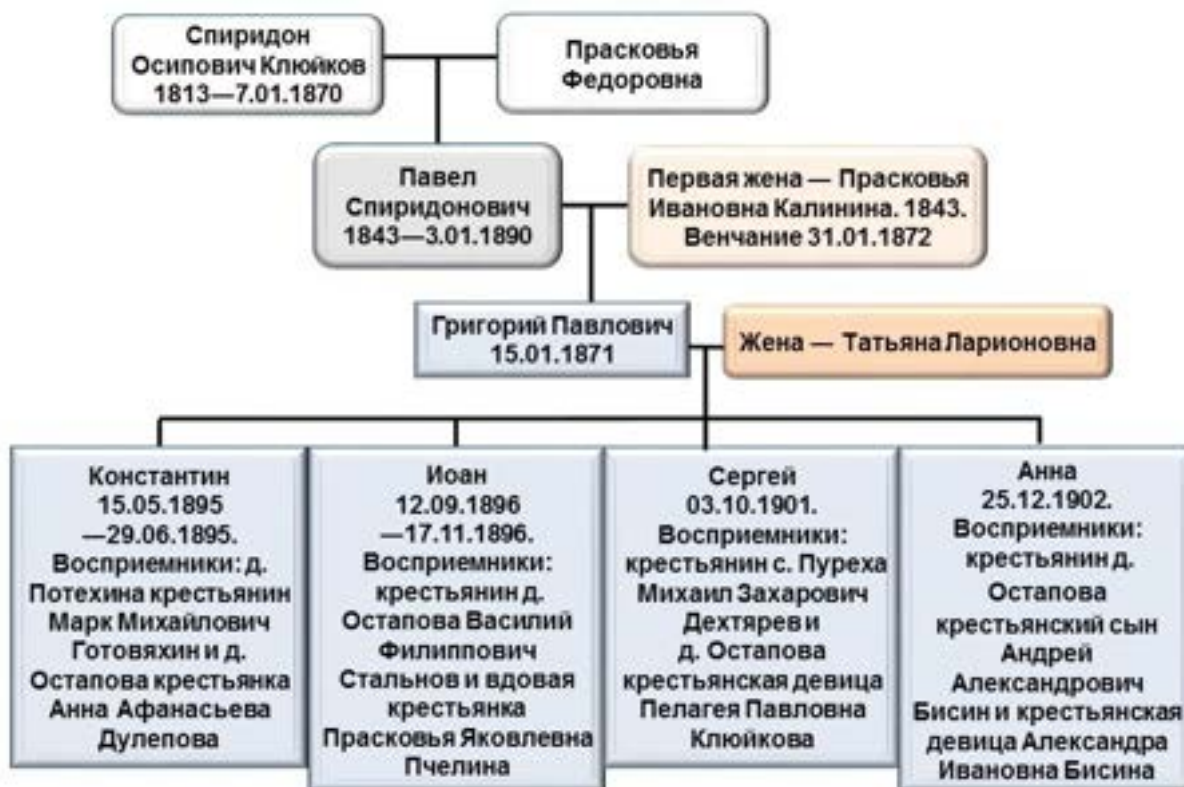 Спиридон
Осипович Клюйков
1813—7.01.1870
Прасковья
Федоровна
Павел
Спиридонович
1843—3.01.1890
Первая жена — Прасковья
Ивановна Калинина. 1843.
Венчание 31.01.1872
Григорий Павлович
15.01.1871
Жена — Татьяна Ларионовна
Константин
15.05.1895
—29.06.1895.
Восприемники: д.
Потехина крестьянин
Марк Михайлович
Готовяхин и д.
Остапова крестьянка
Анна Афанасьева
Дулепова
Иоан
12.09.1896
—17.11.1896.
Восприемники:
крестьянин д.
Остапова Василий
Филиппович
Стальнов и вдовая
крестьянка
Прасковья Яковлевна
Пчелина
Сергей
03.10.1901.
Восприемники:
крестьянин с. Пуреха
Михаил Захарович
Дехтярев и
д. Остапова
крестьянская девица
Пелагея Павловна
Клюйкова
Анна
25.12.1902.
Восприемники:
крестьянин д.
Остапова
крестьянский сын
Андрей
Александрович
Бисин и крестьянская
девица Александра
Ивановна Бисина